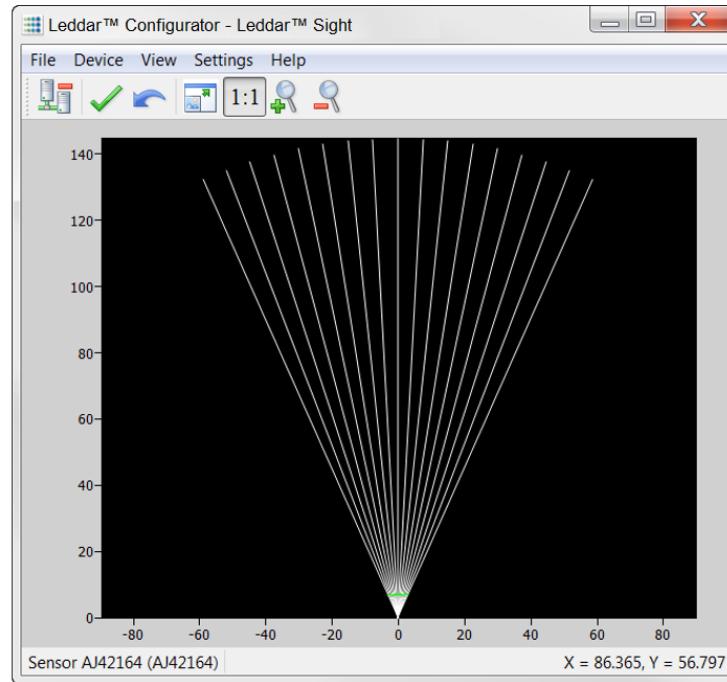 Leddar™ Configurator - Leddar™ Sight
File Device View Settings Help
1:1
140
120
100
80
60
40
20
0
-80 -60 -40 -20 0 20 40 60 80
Sensor AJ42164 (AJ42164) X = 86.365, Y = 56.797